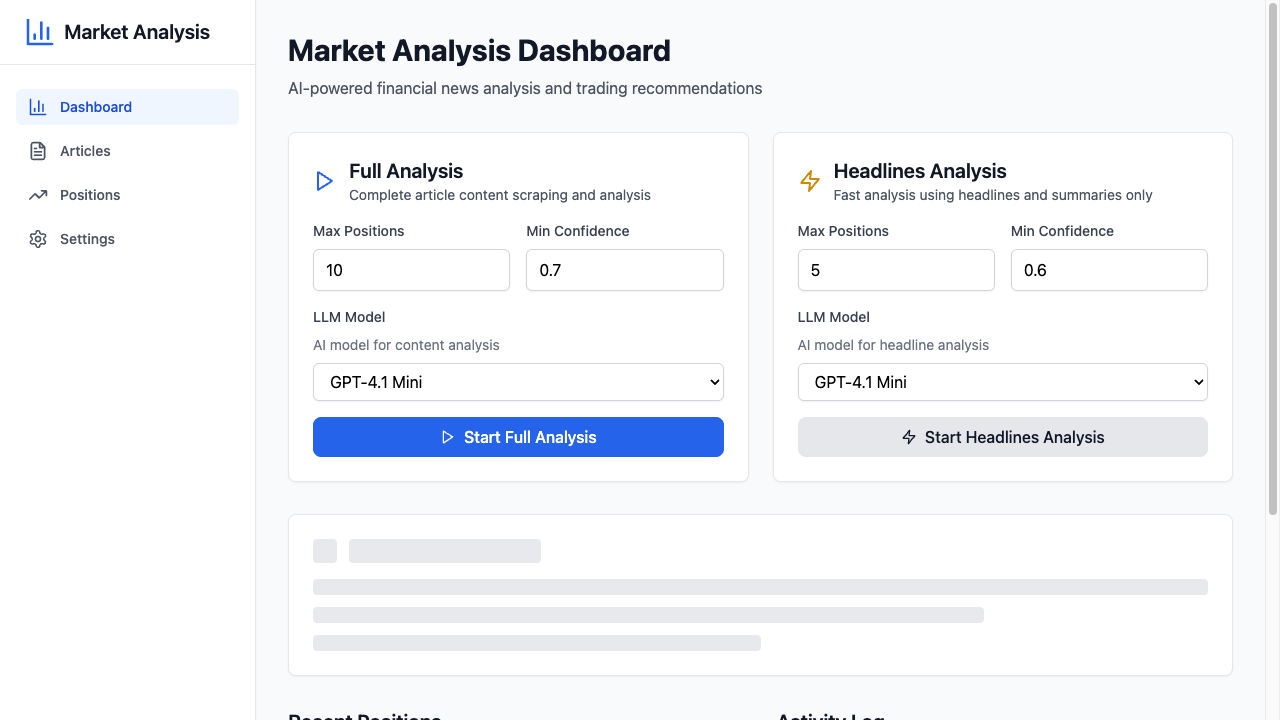 Market Analysis
Dashboard
Articles
Positions
Settings
Market Analysis Dashboard
AI-powered financial news analysis and trading recommendations
Full Analysis
Complete article content scraping and analysis
Max Positions
Min Confidence
10
0.7
LLM Model
AI model for content analysis
GPT-4.1 Mini
Start Full Analysis
Headlines Analysis
Fast analysis using headlines and summaries only
Max Positions
Min Confidence
5
0.6
LLM Model
AI model for headline analysis
GPT-4.1 Mini
Start Headlines Analysis
Recent Positions
Activity Log